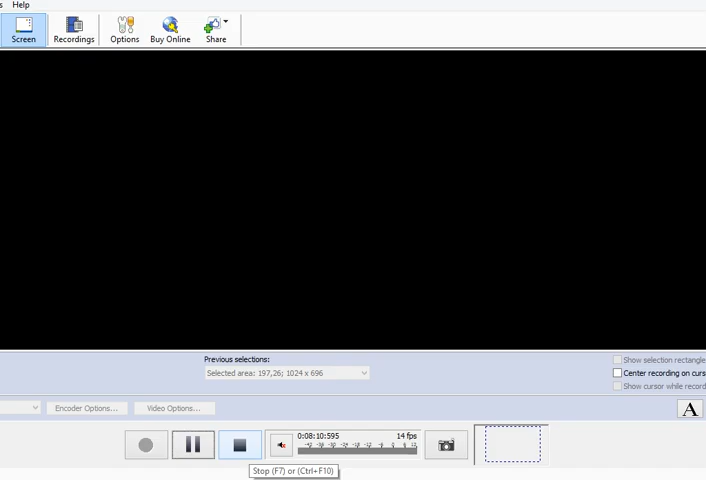 s Help
Screen Recordings Options Buy Online Share
Previous selections:
Selected area: 197,26; 1024 x 696
Show selection rectangle
Center recording on curs
Show cursor while record
Encoder Options... Video Options...
A
0:08:10:595 14 fps
Stop (F7) or (Ctrl+F10)